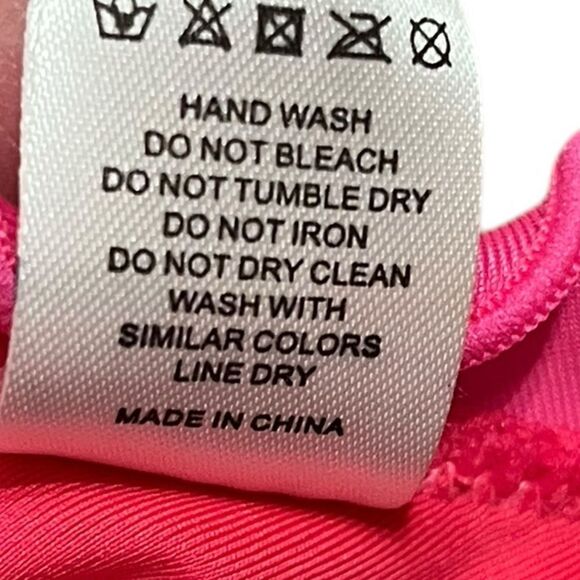 HAND WASH
DO NOT BLEACH
DO NOT TUMBLE DRY
DO NOT IRON
DO NOT DRY CLEAN
WASH WITH
SIMILAR COLORS
LINE DRY
MADE IN CHINA